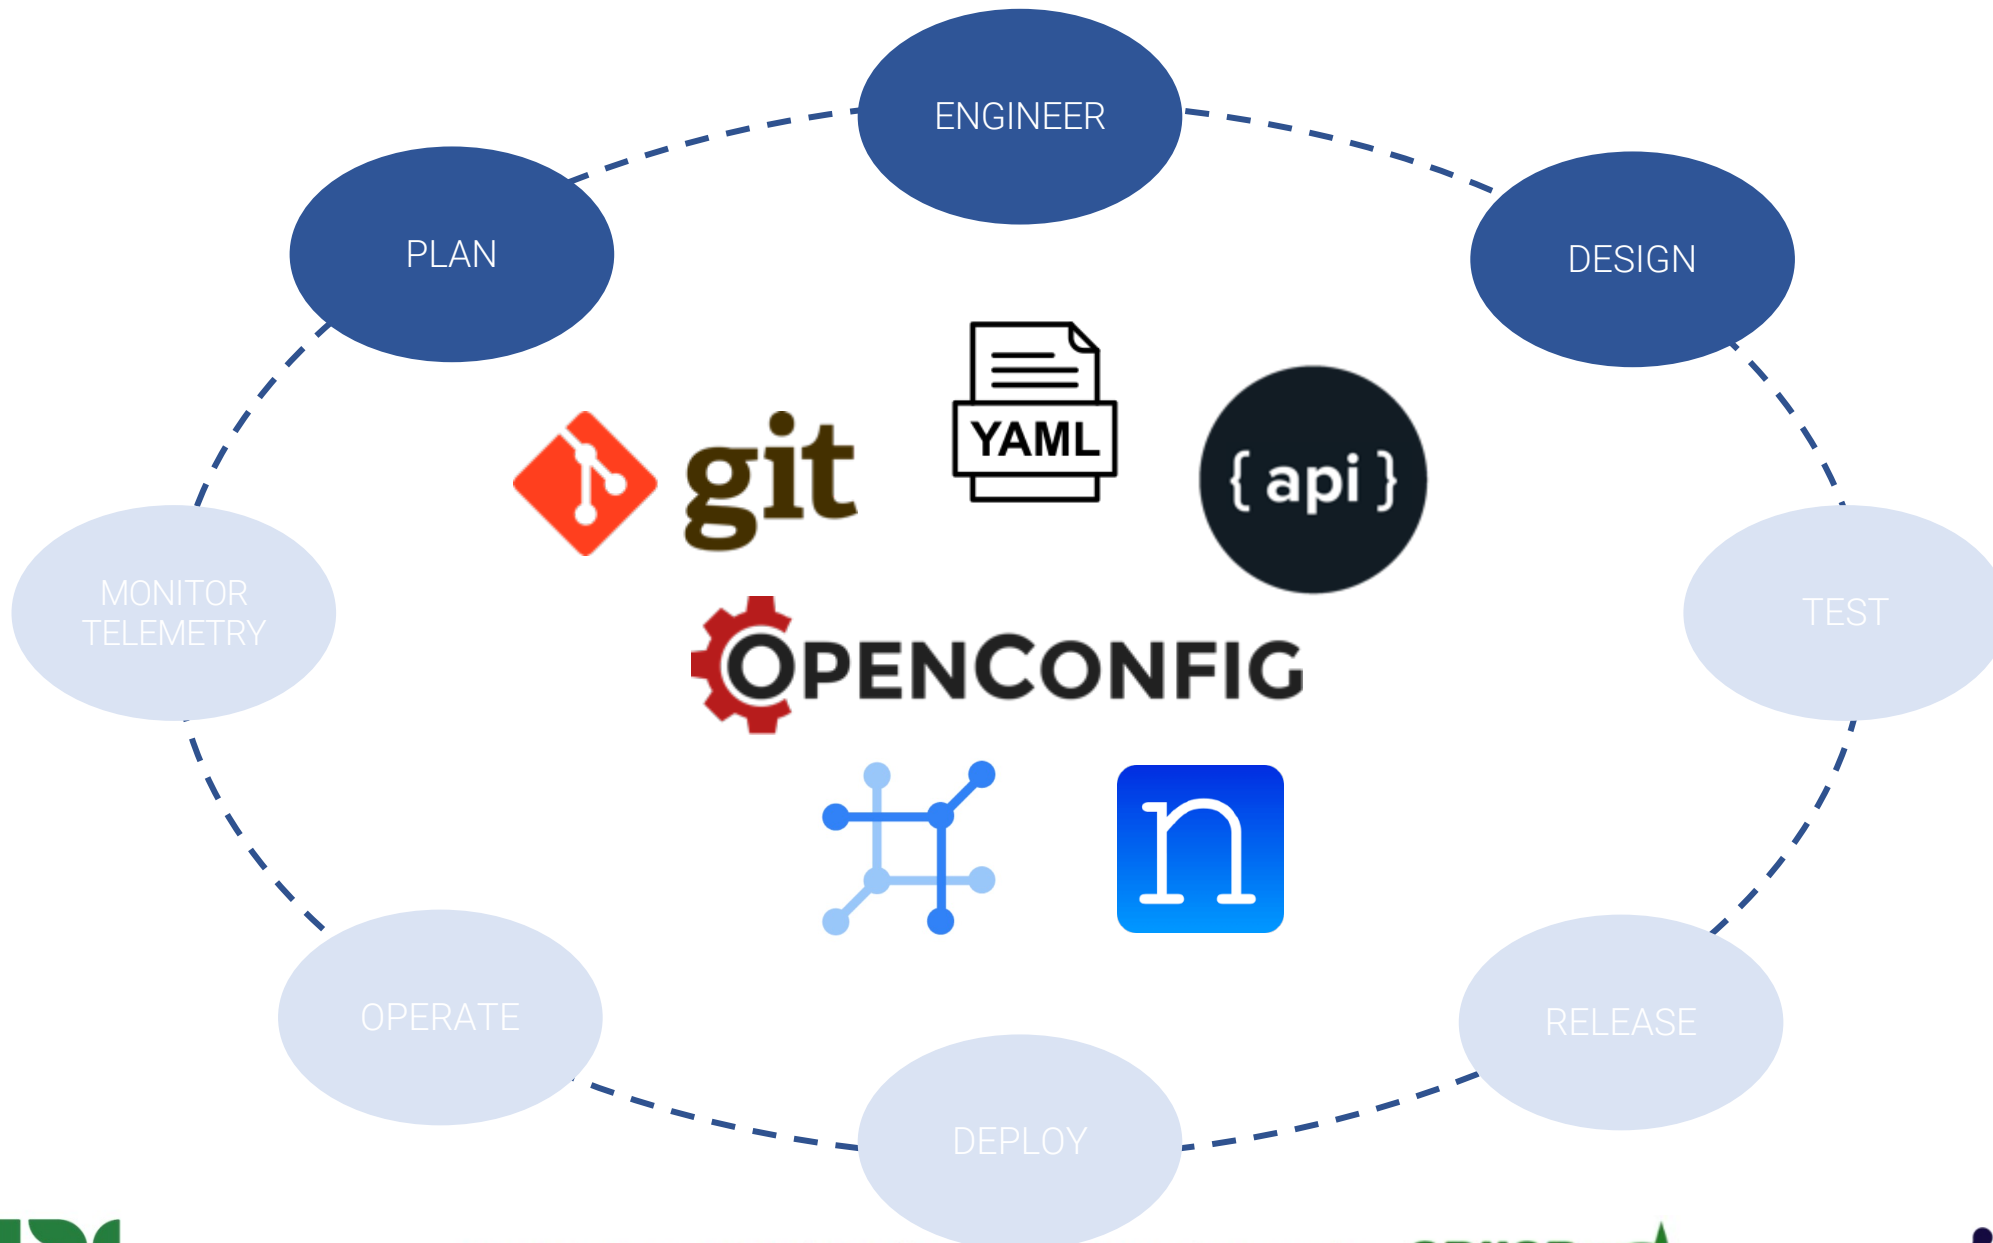 ENGINEER
PLAN
DESIGN
YAML
git
{ api }
MONITOR
TELEMETRY
TEST
OPENCONFIG
n
OPERATE
RELEASE
DEPLOY